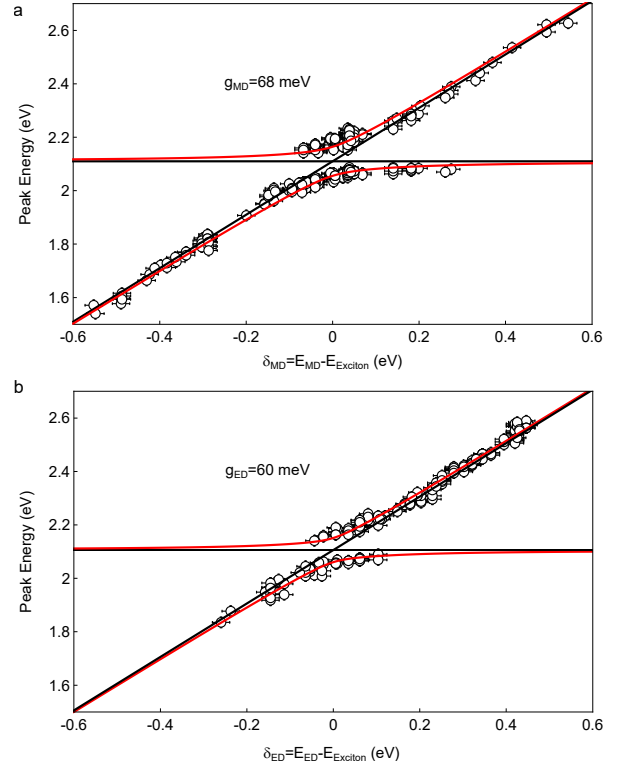 a
2.6
2.4
2.2
2
1.8
1.6
Peak Energy (eV)
g_MD=68 meV
-0.6 -0.4 -0.2 0 0.2 0.4 0.6
δ_MD=E_MD-E_Exciton (eV)
b
2.6
2.4
2.2
2
1.8
1.6
Peak Energy (eV)
g_ED=60 meV
-0.6 -0.4 -0.2 0 0.2 0.4 0.6
δ_ED=E_ED-E_Exciton (eV)